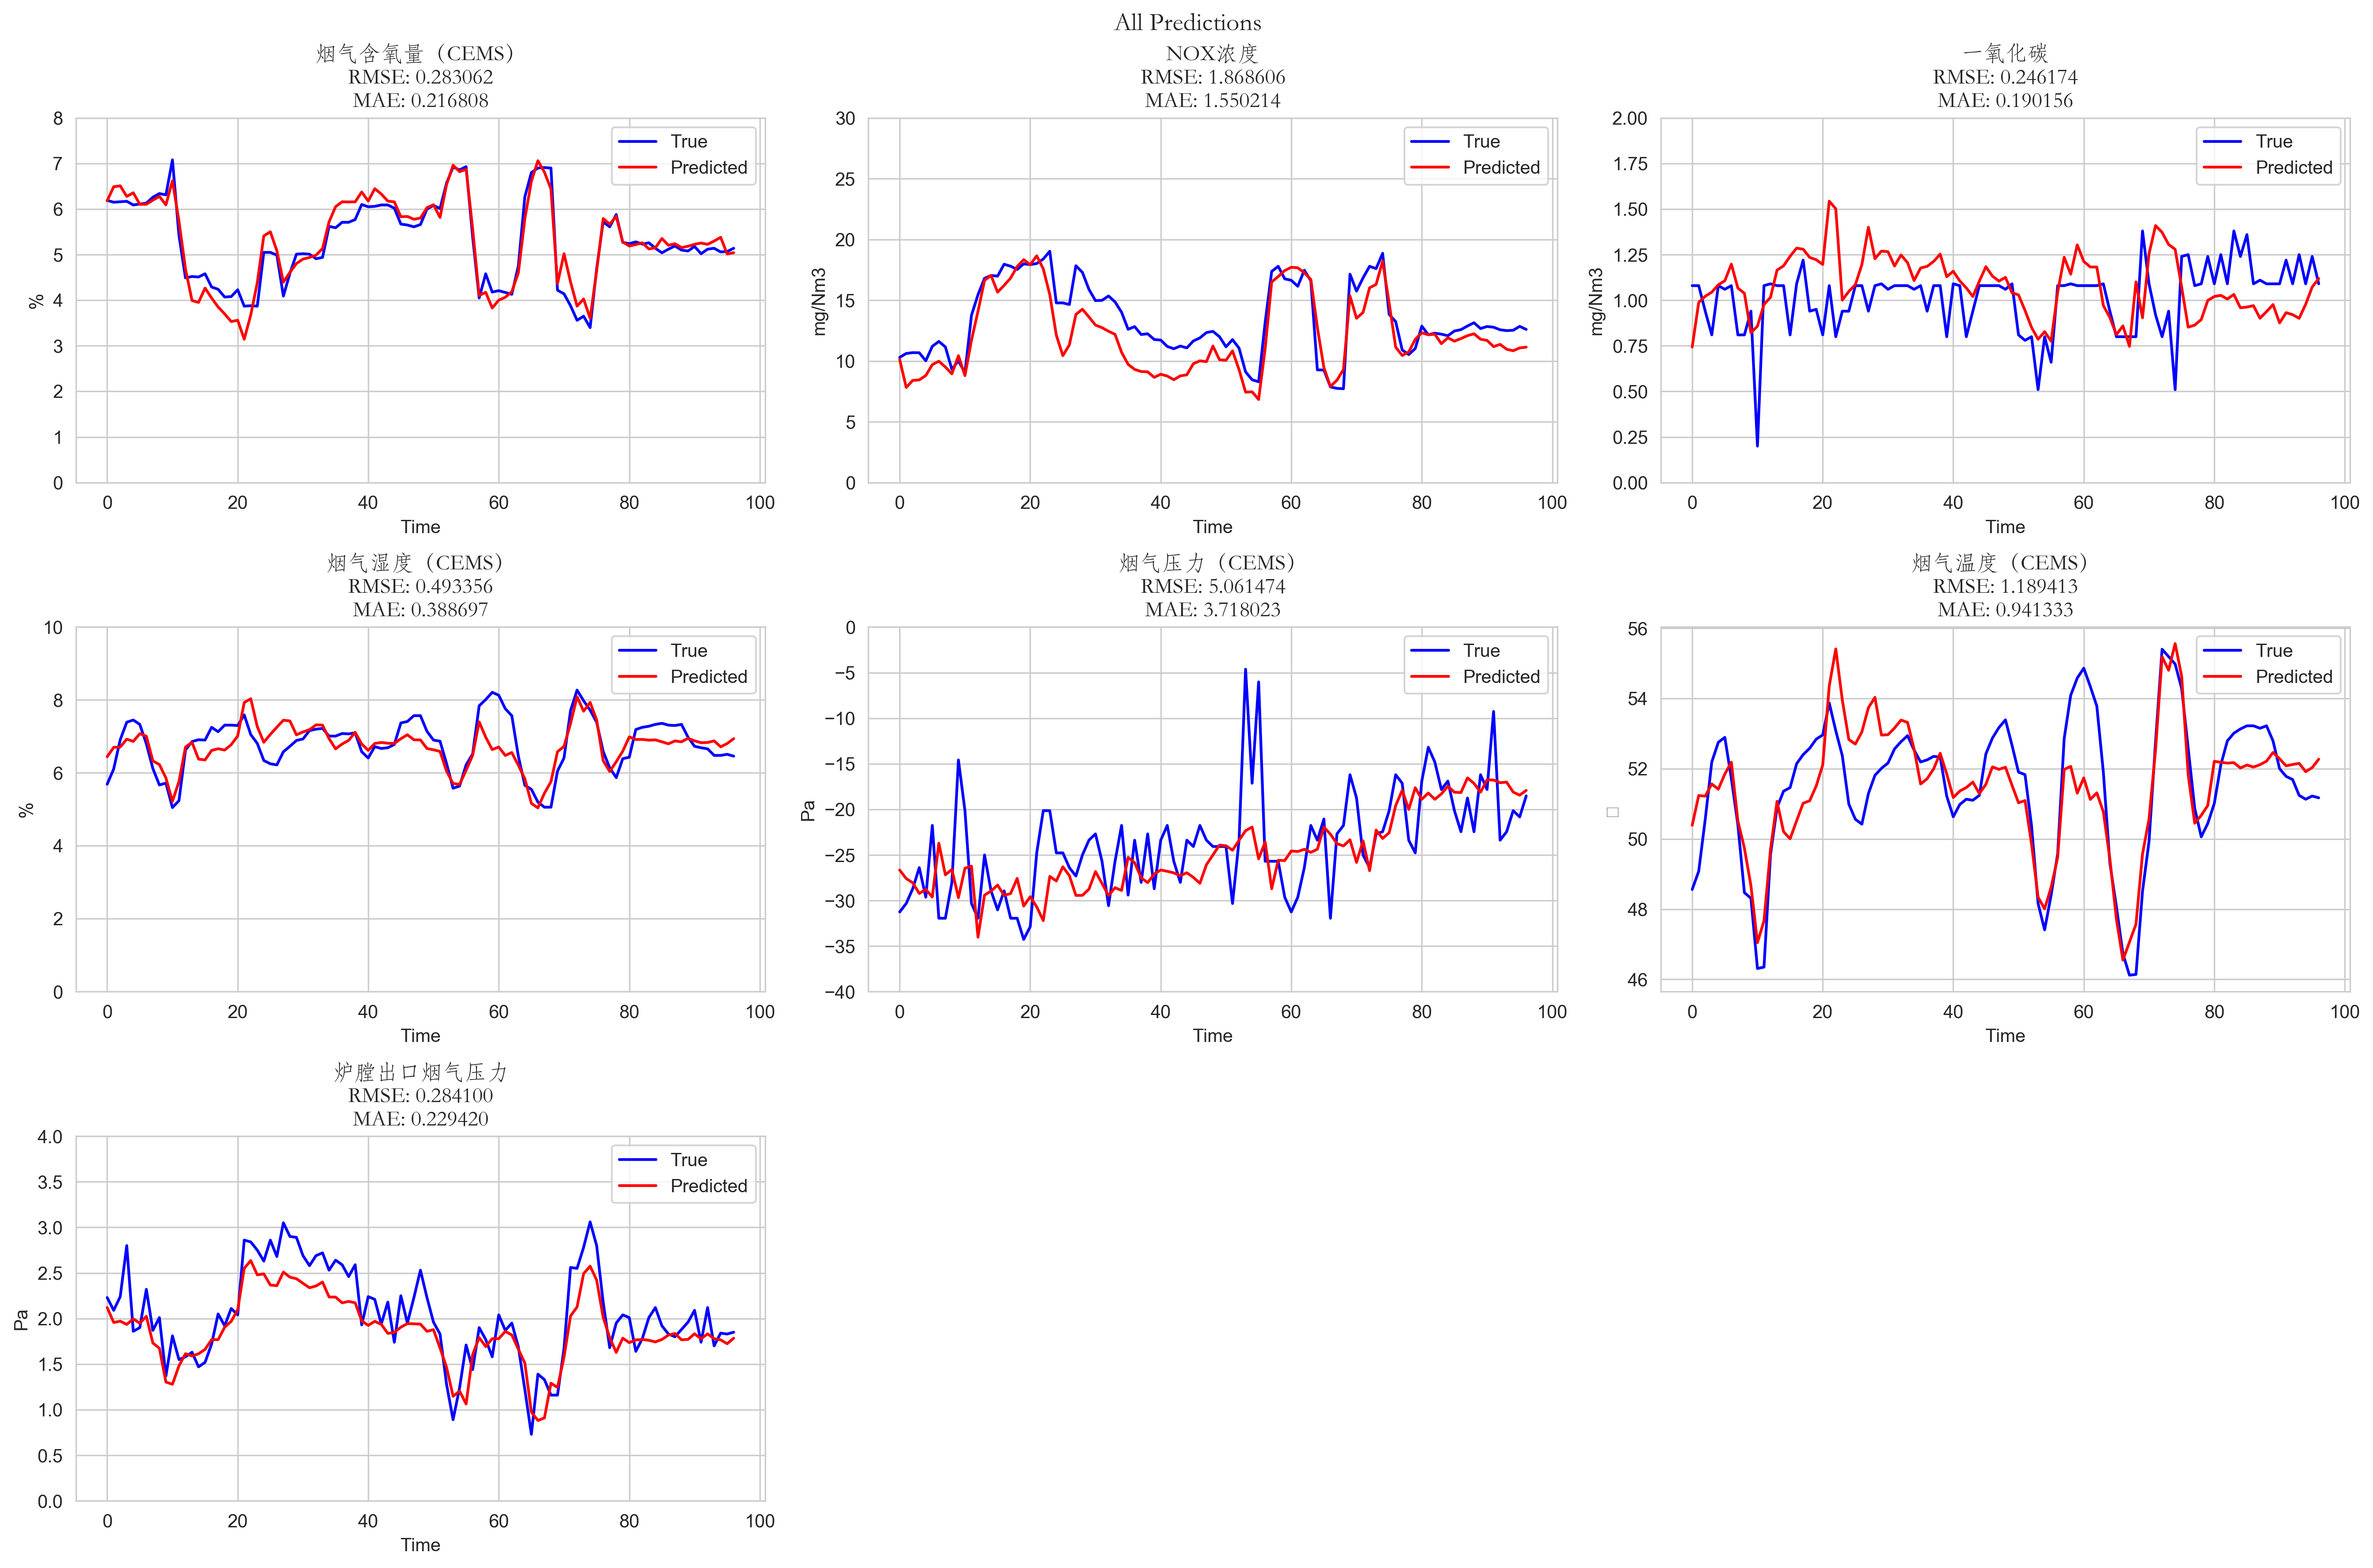 All Predictions
烟气含氧量（CEMS）
RMSE: 0.283062
MAE: 0.216808
8
7
6
5
4
3
2
1
0
%
0 20 40 60 80 100
Time
True
Predicted
NOX浓度
RMSE: 1.868606
MAE: 1.550214
30
25
20
15
10
5
0
mg/Nm3
0 20 40 60 80 100
Time
True
Predicted
一氧化碳
RMSE: 0.246174
MAE: 0.190156
2.00
1.75
1.50
1.25
1.00
0.75
0.50
0.25
0.00
mg/Nm3
0 20 40 60 80 100
Time
True
Predicted
烟气湿度（CEMS）
RMSE: 0.493356
MAE: 0.388697
10
8
6
4
2
0
%
0 20 40 60 80 100
Time
True
Predicted
烟气压力（CEMS）
RMSE: 5.061474
MAE: 3.718023
0
−5
−10
−15
−20
−25
−30
−35
−40
Pa
0 20 40 60 80 100
Time
True
Predicted
烟气温度（CEMS）
RMSE: 1.189413
MAE: 0.941333
56
54
52
50
48
46
0 20 40 60 80 100
Time
True
Predicted
炉膛出口烟气压力
RMSE: 0.284100
MAE: 0.229420
4.0
3.5
3.0
2.5
2.0
1.5
1.0
0.5
0.0
Pa
0 20 40 60 80 100
Time
True
Predicted